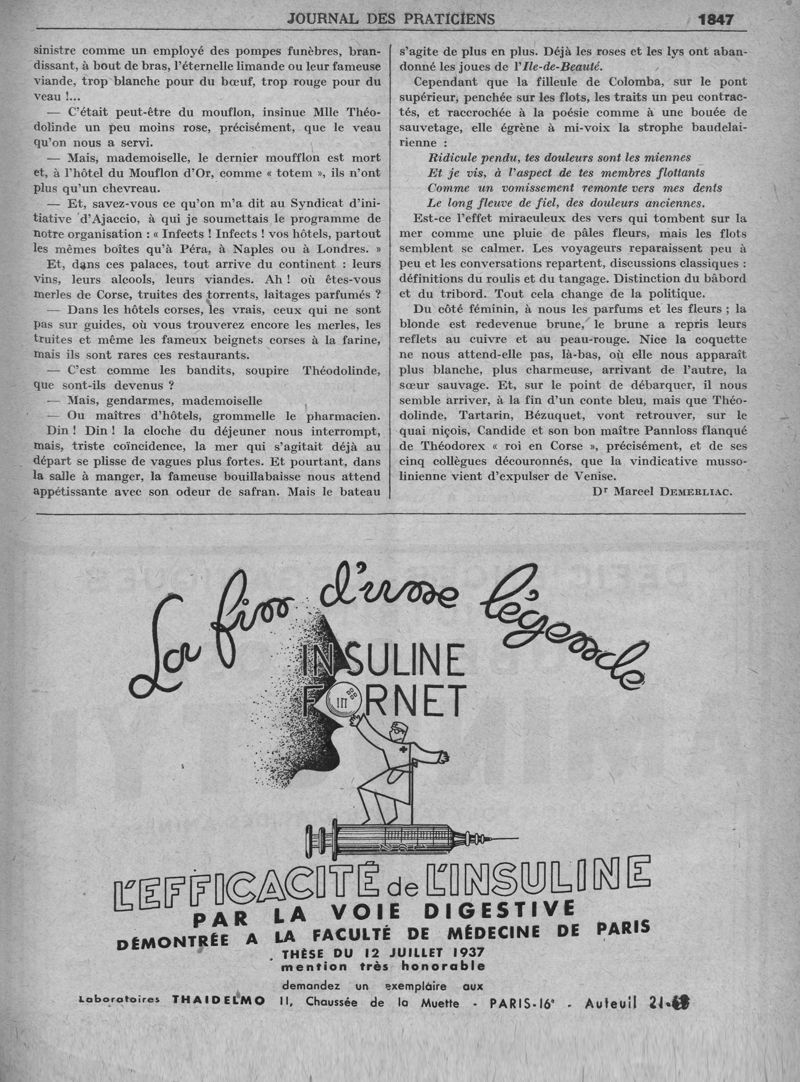 JOURNAL DES PRATICIENS 1847
sinistre comme un employé des pompes funèbres, bran-
dissant, à bout de bras, l'éternelle limande ou leur fameuse
viande, trop blanche pour du bœuf, trop rouge pour du
veau !...
— C'était peut-être du mouflon, insinue Mlle Théo-
dolinde un peu moins rose, précisément, que le veau
qu'on nous a servi.
— Mais, mademoiselle, le dernier moufflon est mort
et, à l'hôtel du Mouflon d'Or, comme « totem », ils n'ont
plus qu'un chevreau.
— Et, savez-vous ce qu'on m'a dit au Syndicat d'ini-
tiative d'Ajaccio, à qui je soumettais le programme de
notre organisation : « Infects ! Infects ! vos hôtels, partout
les mêmes boîtes qu'à Péra, à Naples ou à Londres. »
Et, dans ces palaces, tout arrive du continent : leurs
vins, leurs alcools, leurs viandes. Ah ! où êtes-vous
merles de Corse, truites des torrents, laitages parfumés ?
— Dans les hôtels corses, les vrais, ceux qui ne sont
pas sur guides, où vous trouverez encore les merles, les
truites et même les fameux beignets corses à la farine,
mais ils sont rares ces restaurants.
— C'est comme les bandits, soupire Théodolinde,
que sont-ils devenus ?
— Mais, gendarmes, mademoiselle
— Ou maîtres d'hôtels, grommelle le pharmacien.
Din ! Din ! la cloche du déjeuner nous interrompt,
mais, triste coïncidence, la mer qui s'agitait déjà au
départ se plisse de vagues plus fortes. Et pourtant, dans
la salle à manger, la fameuse bouillabaisse nous attend
appétissante avec son odeur de safran. Mais le bateau
s'agite de plus en plus. Déjà les roses et les lys ont aban-
donné les joues de l'Ile-de-Beauté.
Cependant que la filleule de Colomba, sur le pont
supérieur, penchée sur les flots, les traits un peu contrac-
tés, et raccrochée à la poésie comme à une bouée de
sauvetage, elle égrène à mi-voix la strophe baudelai-
rienne :
Ridicule pendu, tes douleurs sont les miennes
Et je vis, à l'aspect de tes membres flottants
Comme un vomissement remonte vers mes dents
Le long fleuve de fiel, des douleurs anciennes.
Est-ce l'effet miraculeux des vers qui tombent sur la
mer comme une pluie de pâles fleurs, mais les flots
semblent se calmer. Les voyageurs reparaissent peu à
peu et les conversations repartent, discussions classiques :
définitions du roulis et du tangage. Distinction du bâbord
et du tribord. Tout cela change de la politique.
Du côté féminin, à nous les parfums et les fleurs ; la
blonde est redevenue brune, le brune a repris leurs
reflets au cuivre et au peau-rouge. Nice la coquette
ne nous attend-elle pas, là-bas, où elle nous apparaît
plus blanche, plus charmeuse, arrivant de l'autre, la
sœur sauvage. Et, sur le point de débarquer, il nous
semble arriver, à la fin d'un conte bleu, mais que Théo-
dolinde, Tartarin, Bézuquet, vont retrouver, sur le
quai niçois, Candide et son bon maître Pannloss flanqué
de Théodorex « roi en Corse », précisément, et de ses
cinq collègues découronnés, que la vindicative musso-
linienne vient d'expulser de Venise.
Dr Marcel DEMERLIAC.
La fin d'une légende
INSULINE
FORNET
L'EFFICACITÉ de L'INSULINE
PAR LA VOIE DIGESTIVE
DÉMONTRÉE A LA FACULTÉ DE MÉDECINE DE PARIS
THÈSE DU 12 JUILLET 1937
mention très honorable
demandez un exemplaire aux
Laboratoires THAIDELMO 11, Chaussée de la Muette - PARIS-16e - Auteuil